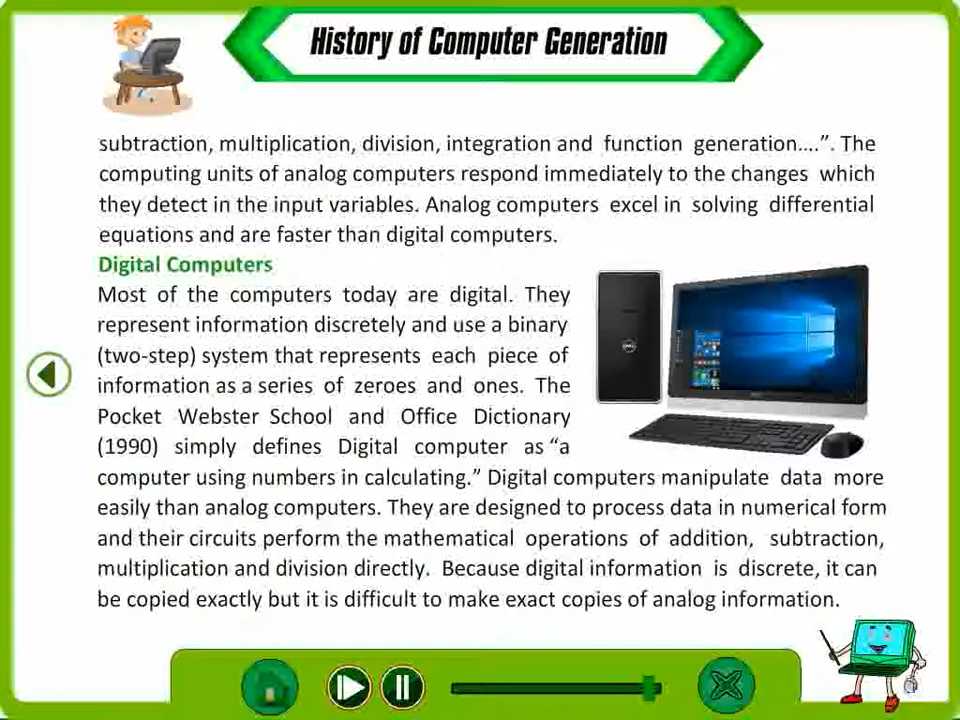 History of Computer Generation
subtraction, multiplication, division, integration and function generation....”. The
computing units of analog computers respond immediately to the changes which
they detect in the input variables. Analog computers excel in solving differential
equations and are faster than digital computers.
Digital Computers
Most of the computers today are digital. They
represent information discretely and use a binary
(two-step) system that represents each piece of
information as a series of zeroes and ones. The
Pocket Webster School and Office Dictionary
(1990) simply defines Digital computer as “a
computer using numbers in calculating.” Digital computers manipulate data more
easily than analog computers. They are designed to process data in numerical form
and their circuits perform the mathematical operations of addition, subtraction,
multiplication and division directly. Because digital information is discrete, it can
be copied exactly but it is difficult to make exact copies of analog information.